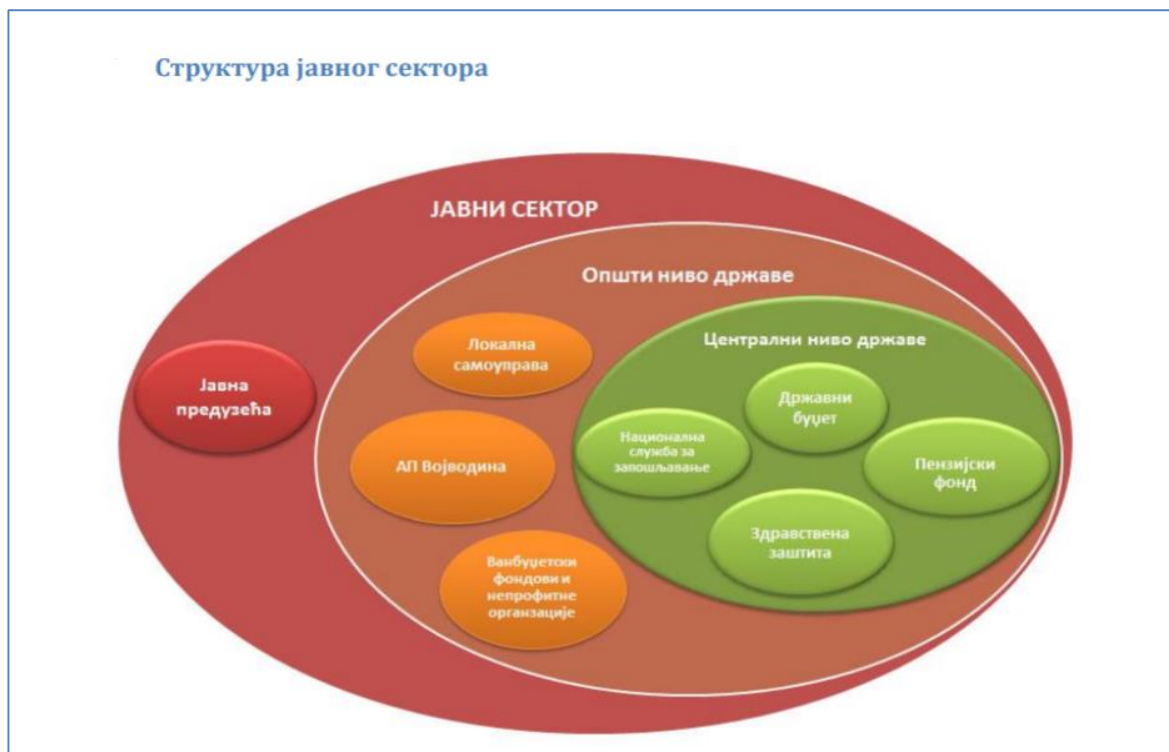 Структура јавног сектора
ЈАВНИ СЕКТОР
Општи ниво државе
Централни ниво државе
Локална
самоуправа
Јавна
предузећа
Државни
буџет
Национална
служба за
запошљавање
АП Војводина
Пензијски
фонд
Здравствена
заштита
Ванбуџетски
фондови и
непрофитне
органзације